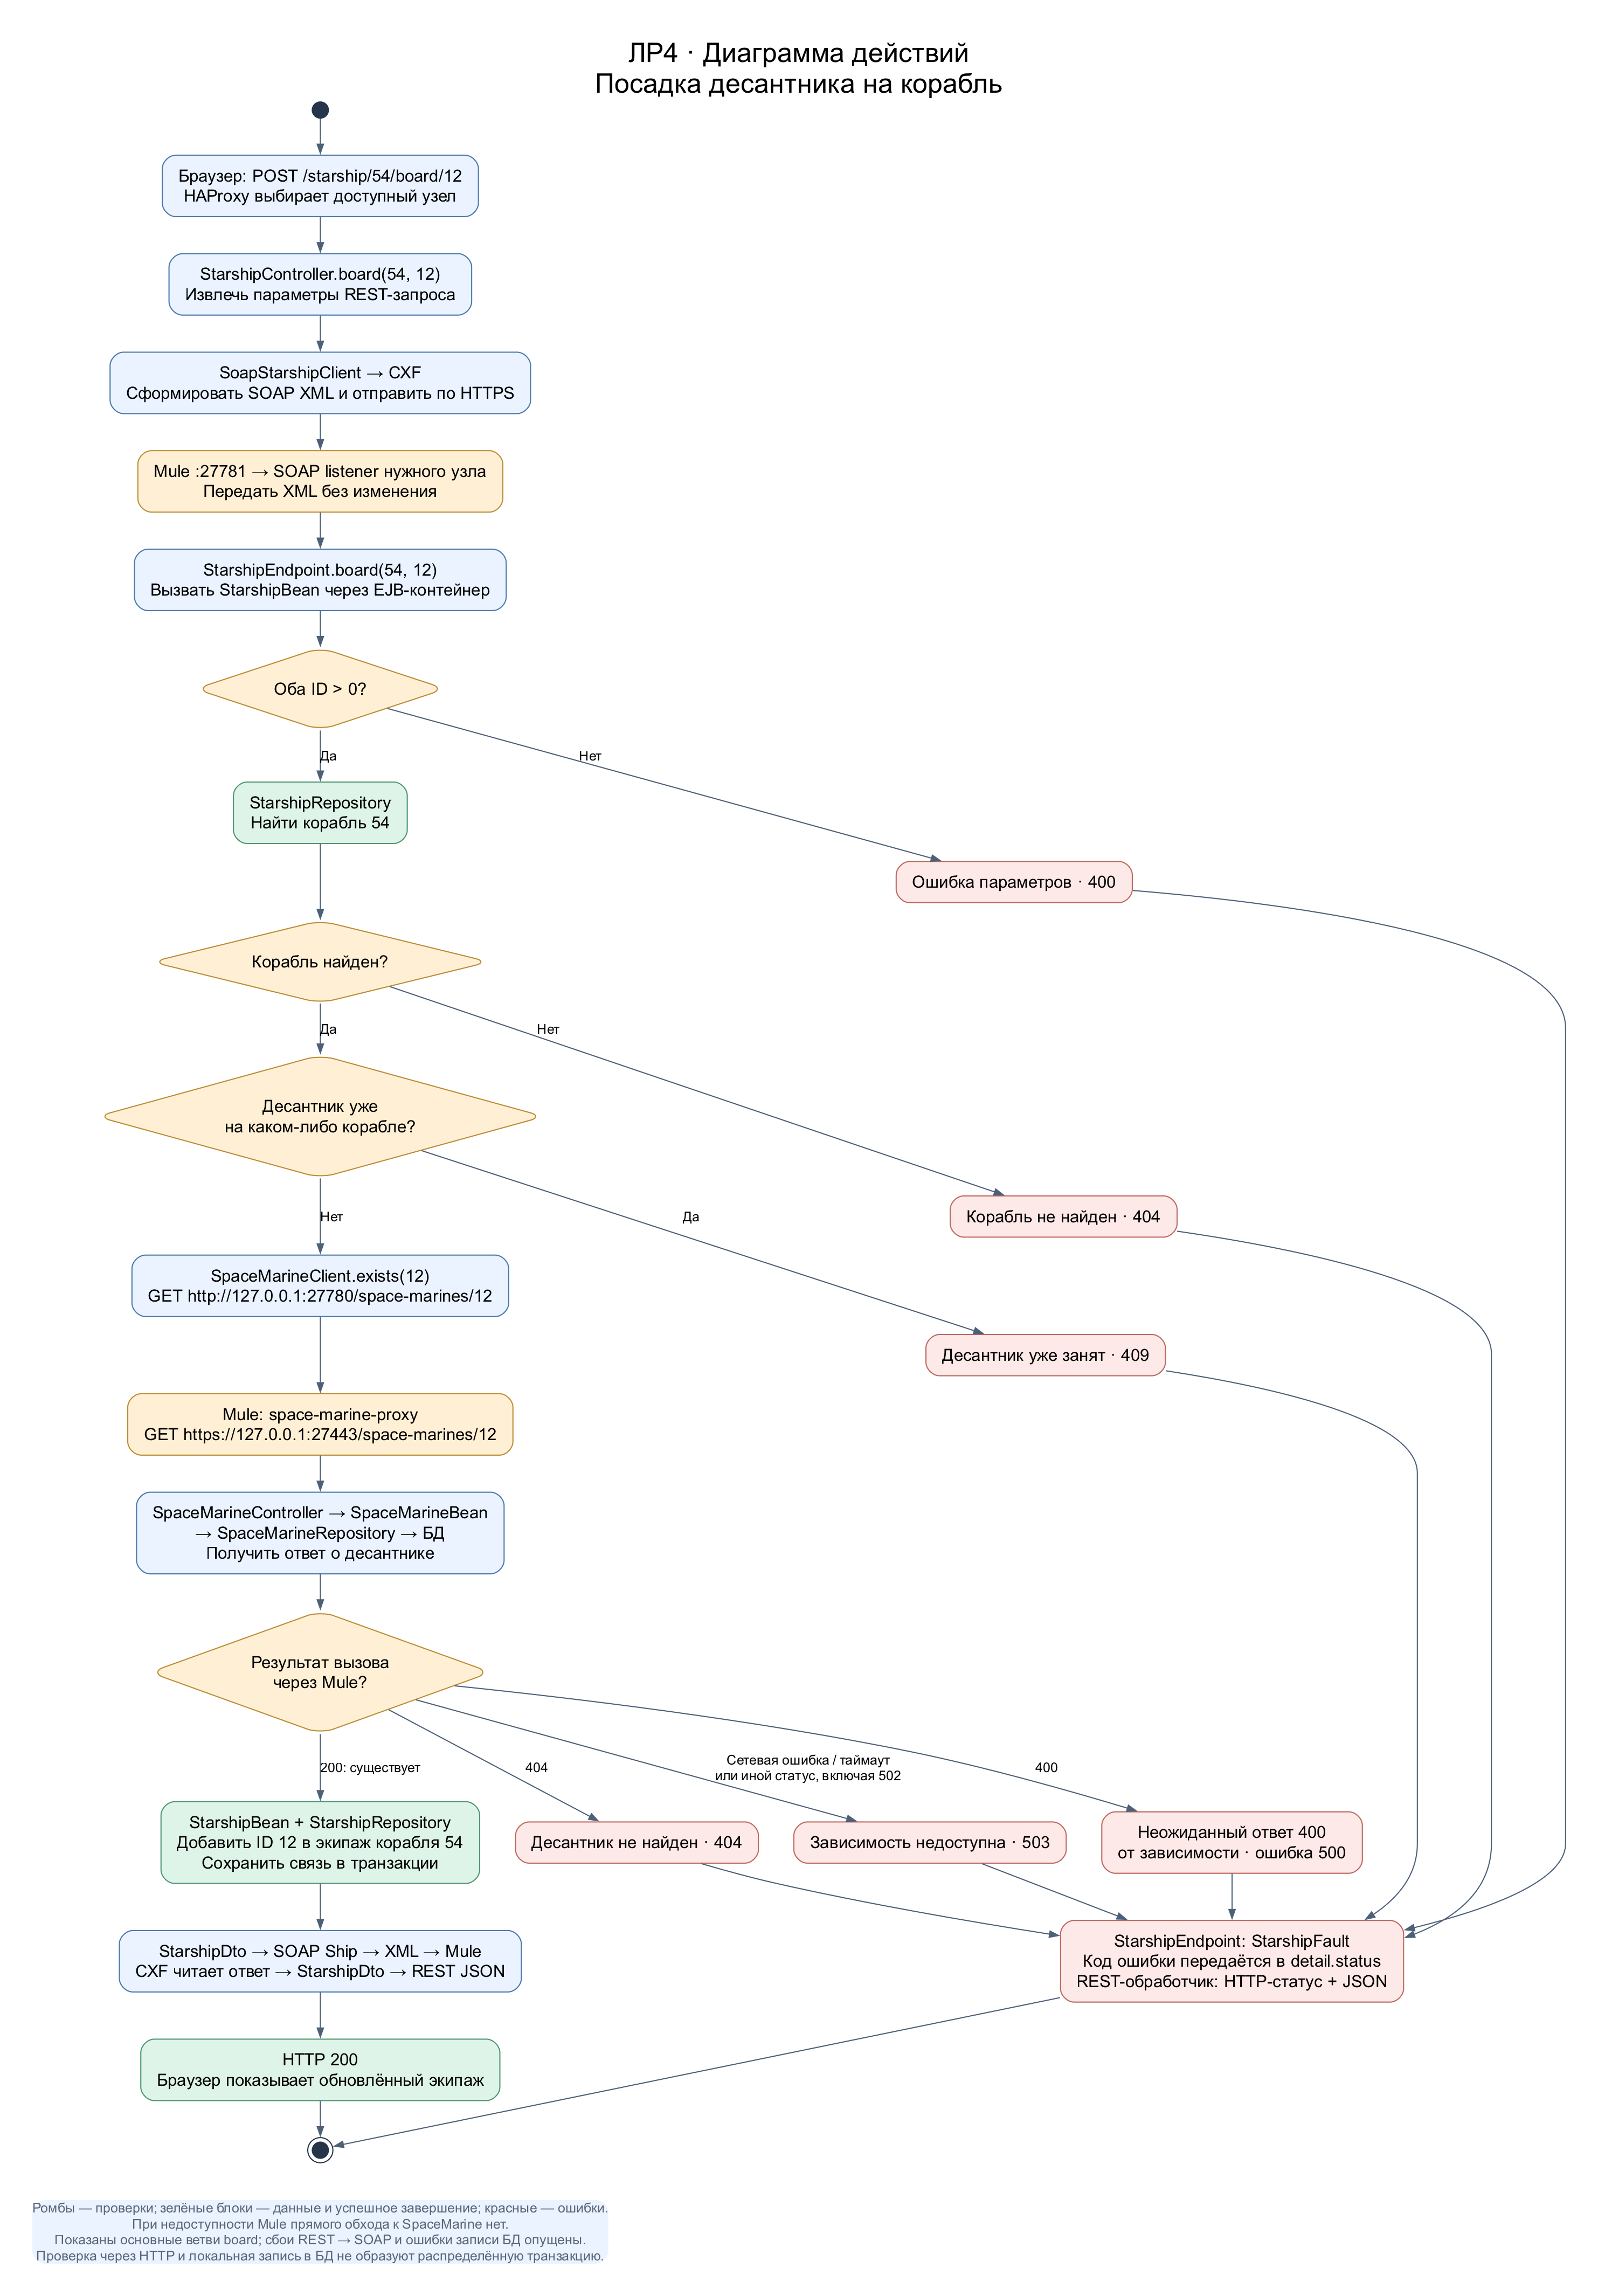 ЛР4 · Диаграмма действий
Посадка десантника на корабль
Браузер: POST /starship/54/board/12
HAProxy выбирает доступный узел
StarshipController.board(54, 12)
Извлечь параметры REST-запроса
SoapStarshipClient → CXF
Сформировать SOAP XML и отправить по HTTPS
Mule :27781 → SOAP listener нужного узла
Передать XML без изменения
StarshipEndpoint.board(54, 12)
Вызвать StarshipBean через EJB-контейнер
Оба ID > 0?
Да
Нет
StarshipRepository
Найти корабль 54
Ошибка параметров · 400
Корабль найден?
Да
Нет
Десантник уже
на каком-либо корабле?
Нет
Да
Корабль не найден · 404
SpaceMarineClient.exists(12)
GET http://127.0.0.1:27780/space-marines/12
Десантник уже занят · 409
Mule: space-marine-proxy
GET https://127.0.0.1:27443/space-marines/12
SpaceMarineController → SpaceMarineBean
→ SpaceMarineRepository → БД
Получить ответ о десантнике
Результат вызова
через Mule?
200: существует
404
Сетевая ошибка / таймаут
или иной статус, включая 502
400
StarshipBean + StarshipRepository
Добавить ID 12 в экипаж корабля 54
Сохранить связь в транзакции
Десантник не найден · 404
Зависимость недоступна · 503
Неожиданный ответ 400
от зависимости · ошибка 500
StarshipDto → SOAP Ship → XML → Mule
CXF читает ответ → StarshipDto → REST JSON
StarshipEndpoint: StarshipFault
Код ошибки передаётся в detail.status
REST-обработчик: HTTP-статус + JSON
HTTP 200
Браузер показывает обновлённый экипаж
Ромбы — проверки; зелёные блоки — данные и успешное завершение; красные — ошибки.
При недоступности Mule прямого обхода к SpaceMarine нет.
Показаны основные ветви board; сбои REST → SOAP и ошибки записи БД опущены.
Проверка через HTTP и локальная запись в БД не образуют распределённую транзакцию.